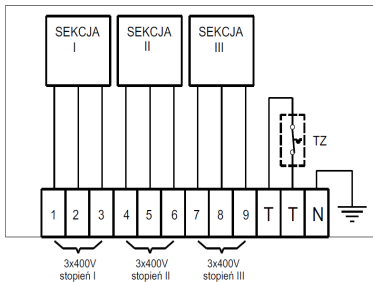 SEKCJA I
SEKCJA II
SEKCJA III
TZ
1 2 3 4 5 6 7 8 9 T T N
3x400V stopień I
3x400V stopień II
3x400V stopień III